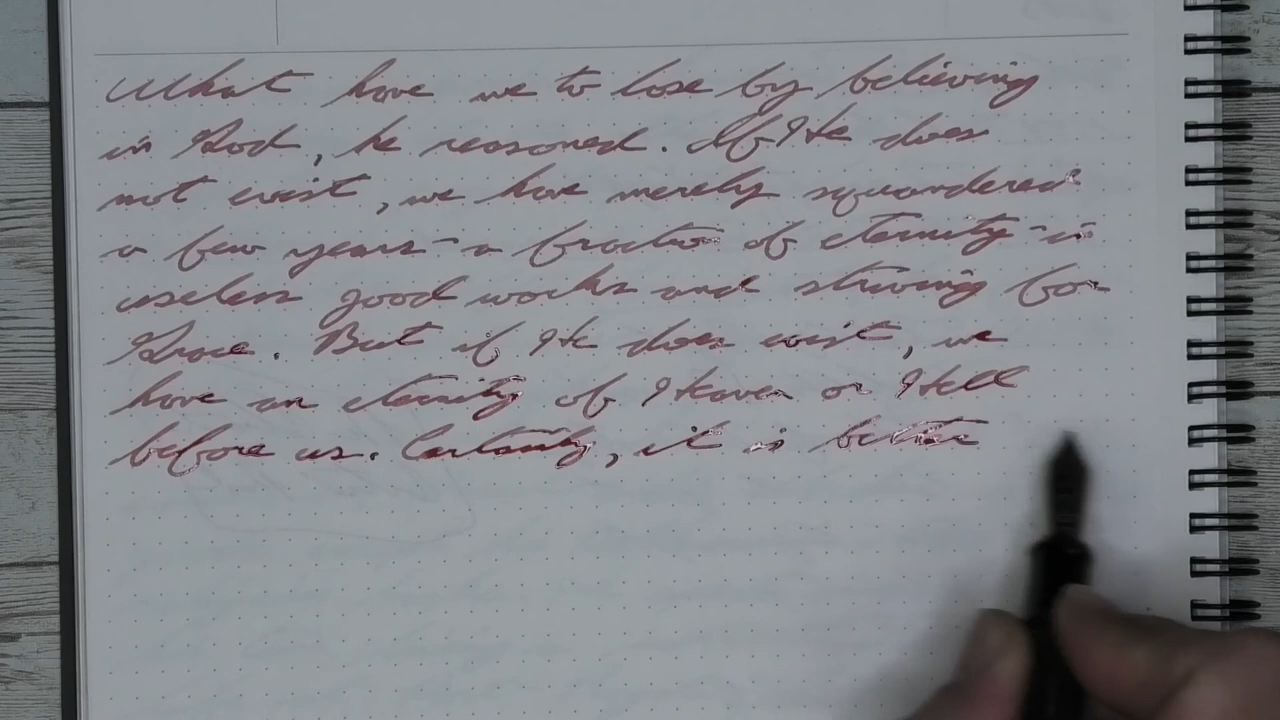 What have we to lose by believing
in God, he reasoned. If He does
not exist, we have merely squandered
a few years - a fraction of eternity - in
useless good works and striving for
Grace. But if He does exist, we
have an eternity of Heaven or Hell
before us. Certainly, it is better